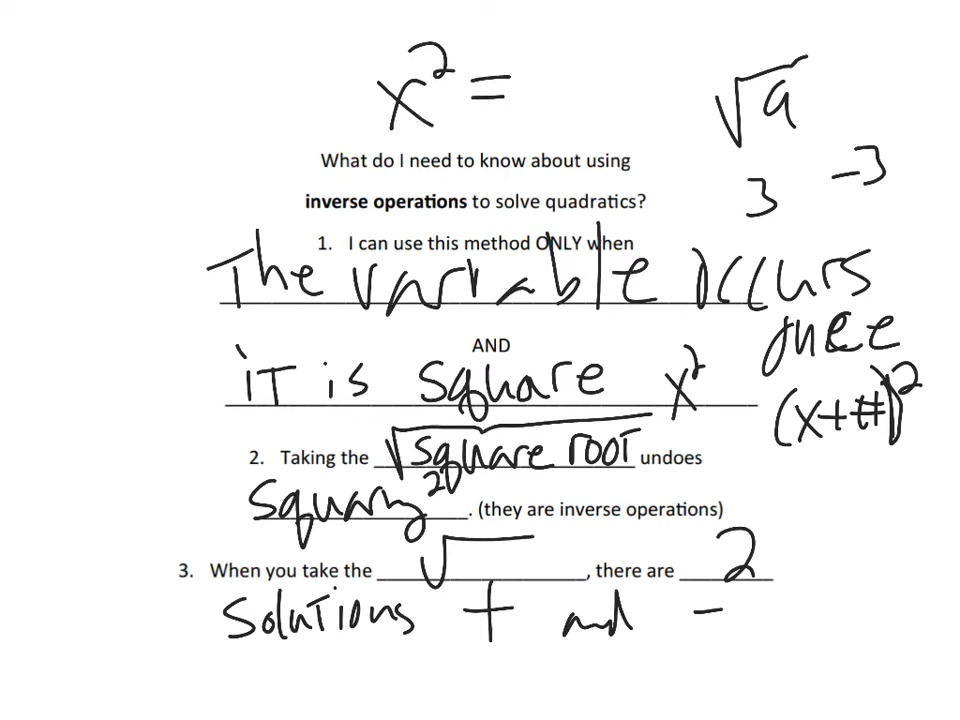 x² =
√9
3 -3
What do I need to know about using
inverse operations to solve quadratics?
1. I can use this method ONLY when
The variable occurs
once
AND
it is square x²
(x+#)²
2. Taking the √square root undoes
. (they are inverse operations)
3. When you take the √ , there are 2
solutions + and −